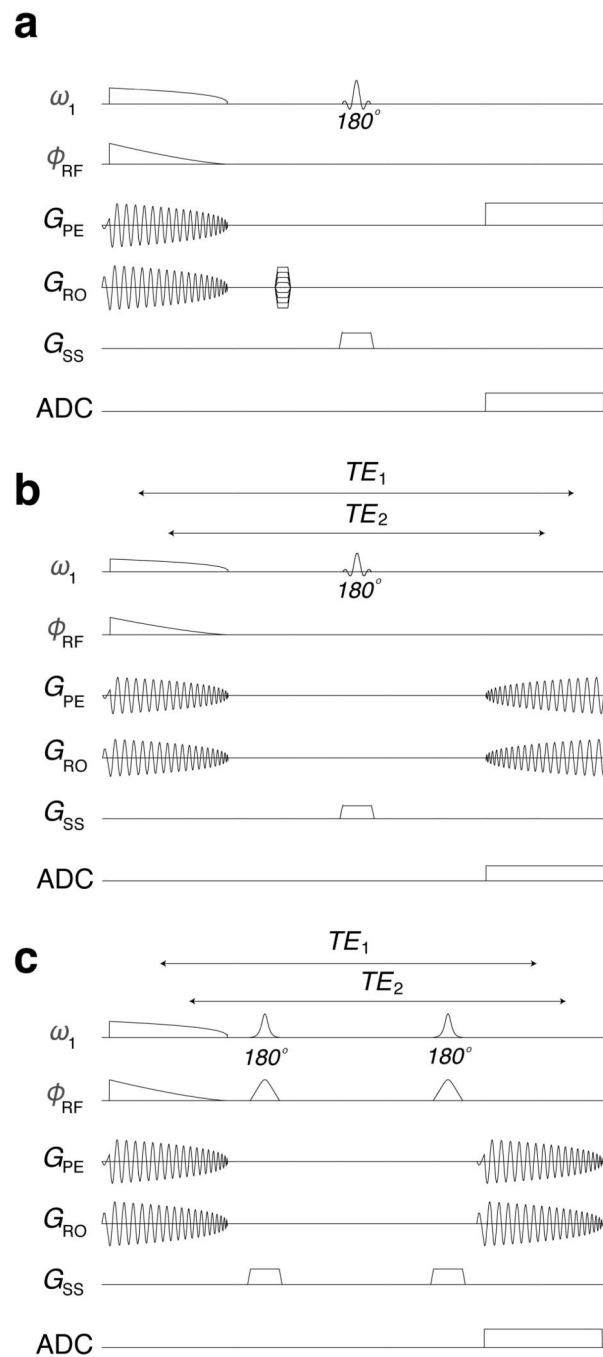 a
ω₁
180°
ϕRF
GPE
GRO
GSS
ADC
b
TE₁
TE₂
ω₁
180°
ϕRF
GPE
GRO
GSS
ADC
c
TE₁
TE₂
ω₁
180° 180°
ϕRF
GPE
GRO
GSS
ADC